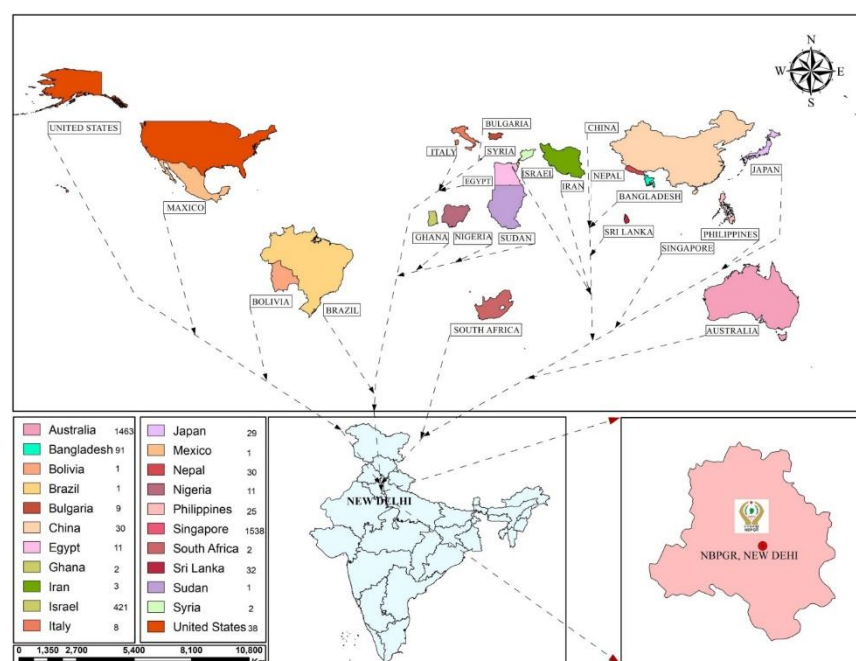 N
W E
S
UNITED STATES
MAXICO
BOLIVIA
BRAZIL
ITALY
BULGARIA
SYRIA
EGYPT
ISRAEI
IRAN
GHANA
NIGERIA
SUDAN
SOUTH AFRICA
CHINA
NEPAL
BANGLADESH
SRI LANKA
SINGAPORE
PHILIPPINES
JAPAN
AUSTRALIA
Australia 1463
Bangladesh 91
Bolivia 1
Brazil 1
Bulgaria 9
China 30
Egypt 11
Ghana 2
Iran 3
Israel 421
Italy 8
Japan 29
Mexico 1
Nepal 30
Nigeria 11
Philippines 25
Singapore 1538
South Africa 2
Sri Lanka 32
Sudan 1
Syria 2
United States 38
0 1,350 2,700 5,400 8,100 10,800
NEW DELHI
NBPGR, NEW DEHI